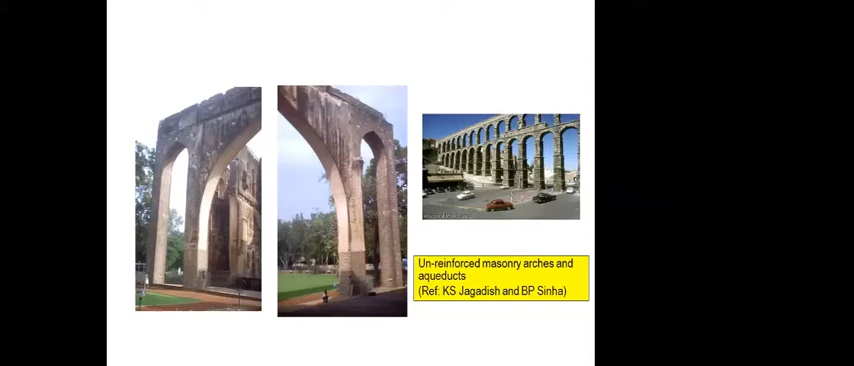 Un-reinforced masonry arches and
aqueducts
(Ref: KS Jagadish and BP Sinha)